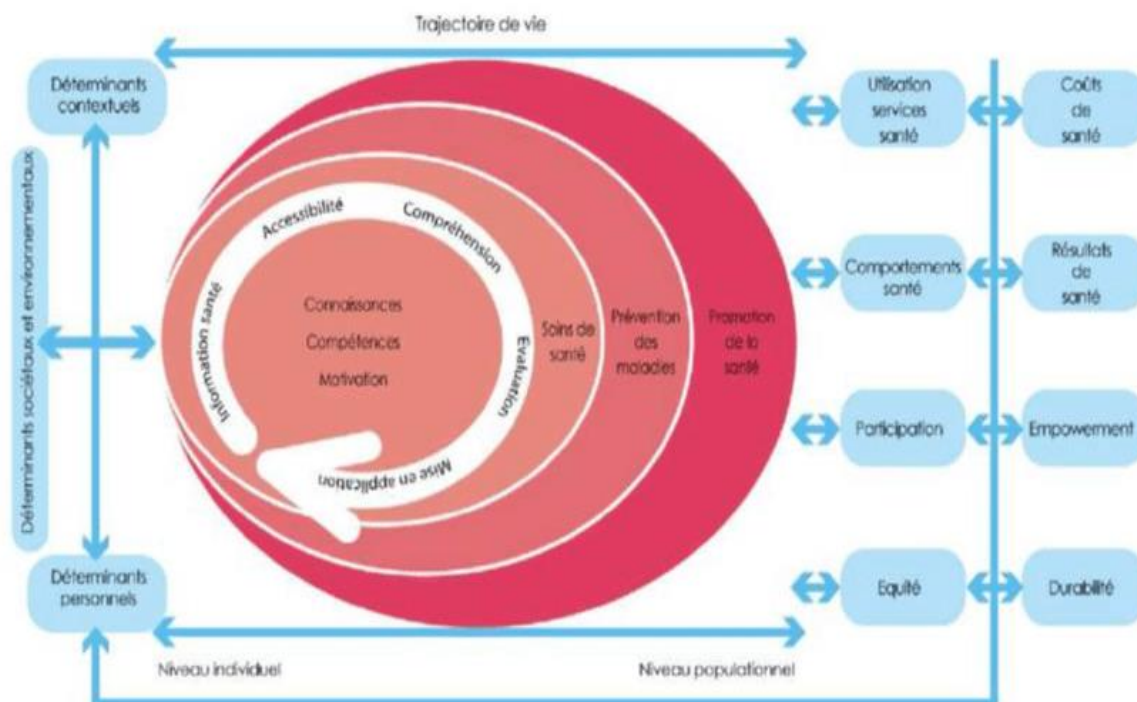 Trajectoire de vie
Déterminants
contextuels
Déterminants sociétaux et environnementaux
Déterminants
personnels
Information santé
Accessibilité
Compréhension
Evaluation
Mise en application
Connaissances
Compétences
Motivation
Soins de
santé
Prévention
des
maladies
Promotion
de la
santé
Utilisation
services
santé
Coûts
de
santé
Comportements
santé
Résultats
de
santé
Participation
Empowerment
Equité
Durabilité
Niveau individuel
Niveau populationnel